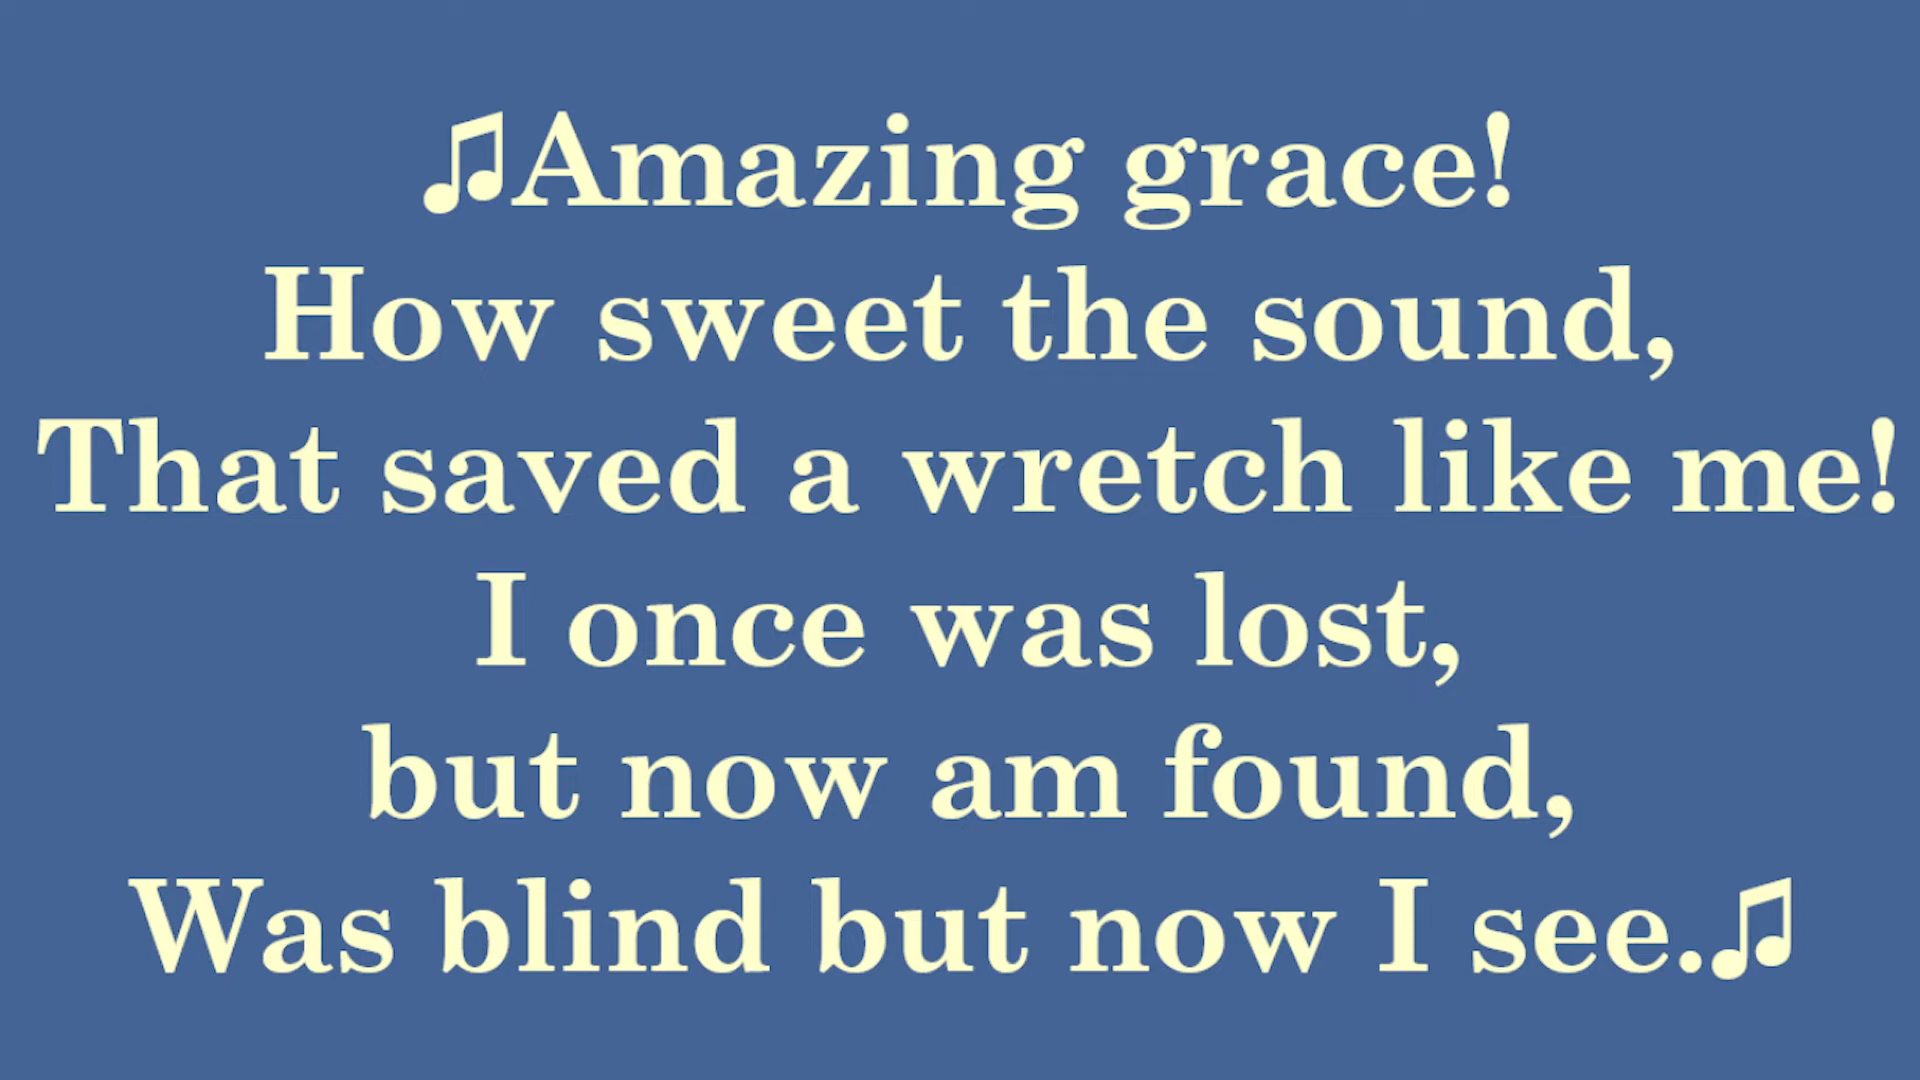 ♫Amazing grace!
How sweet the sound,
That saved a wretch like me!
I once was lost,
but now am found,
Was blind but now I see.♫